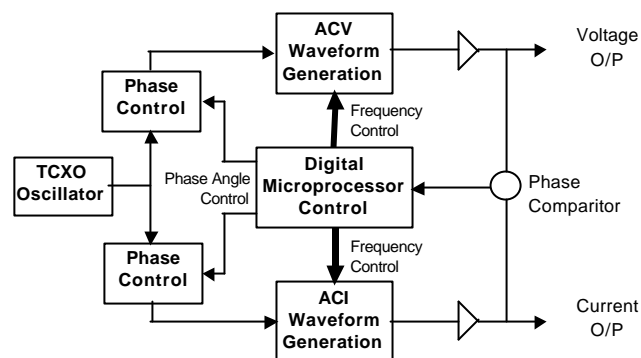 ACV
Waveform
Generation
Voltage
O/P
Phase
Control
Frequency
Control
TCXO
Oscillator
Phase Angle
Control
Digital
Microprocessor
Control
Phase
Comparitor
Phase
Control
Frequency
Control
ACI
Waveform
Generation
Current
O/P